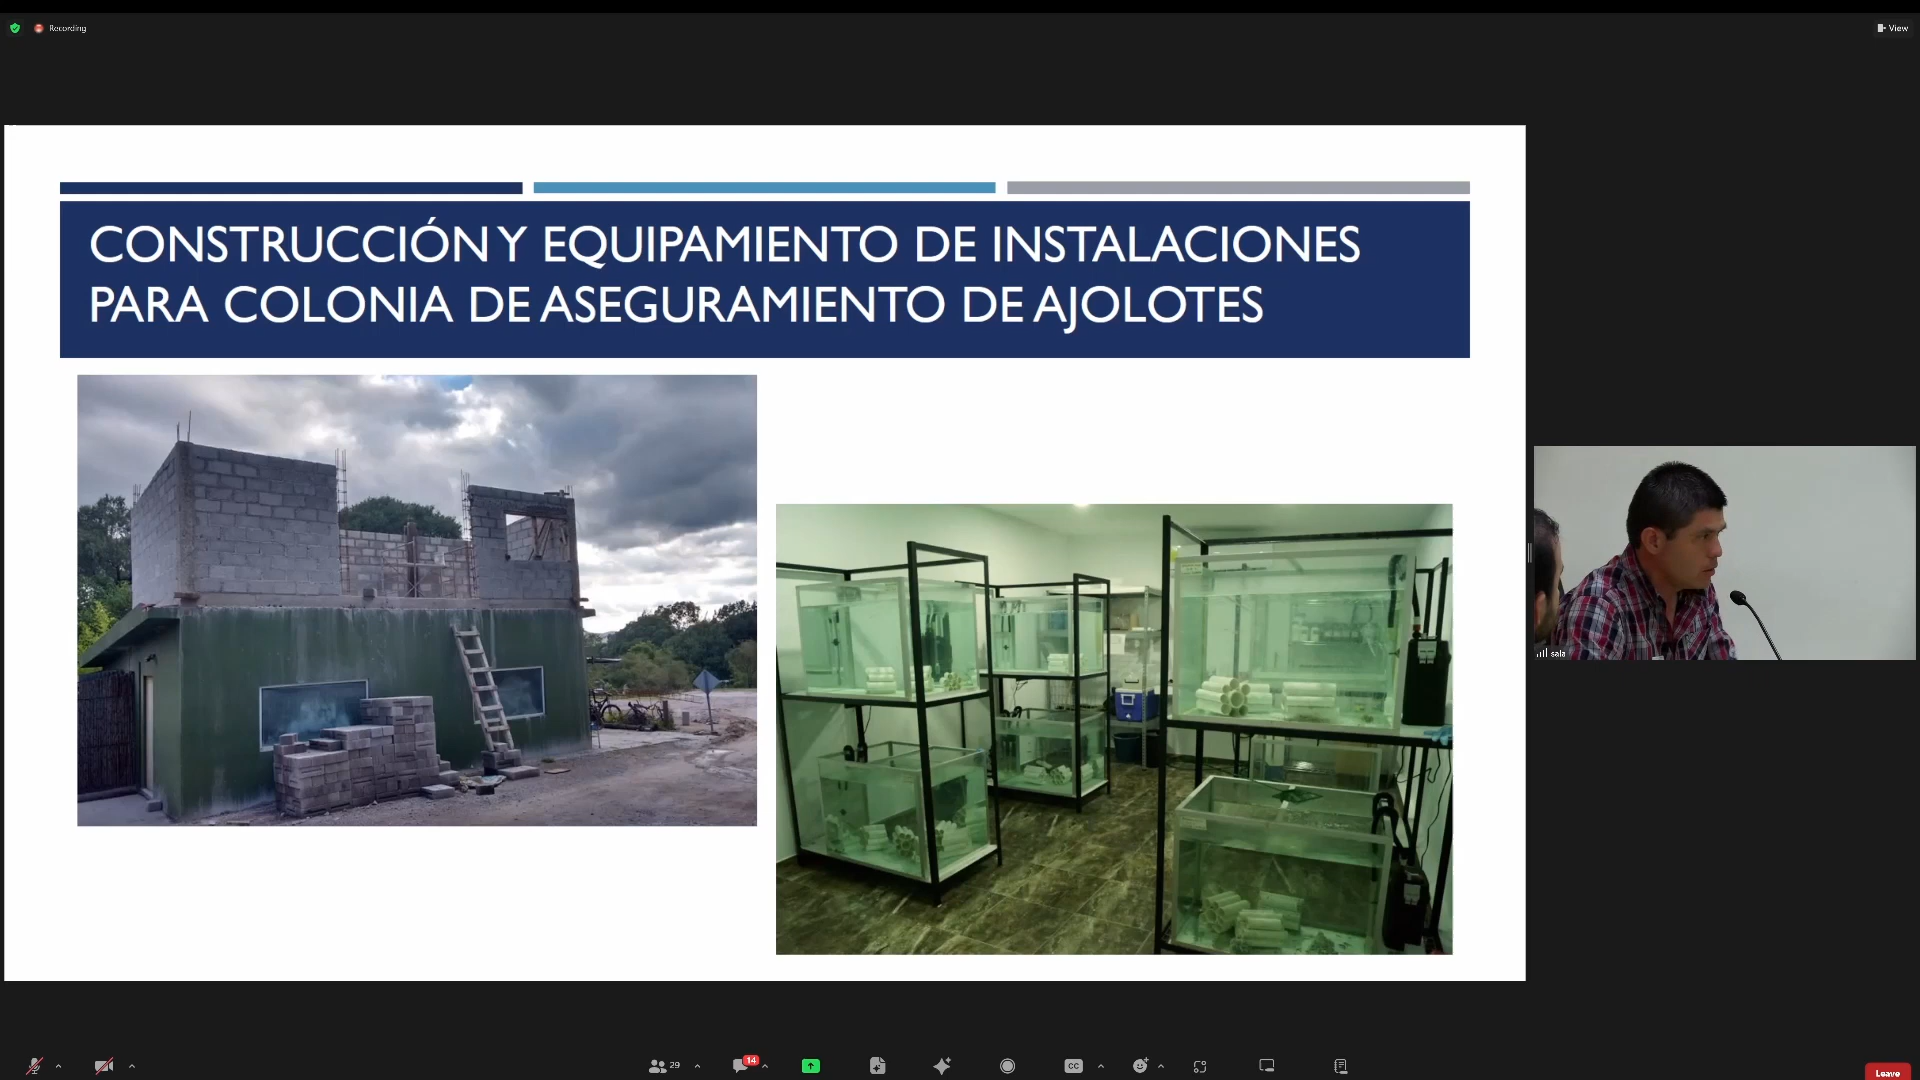 Recording
View
CONSTRUCCIÓN Y EQUIPAMIENTO DE INSTALACIONES
PARA COLONIA DE ASEGURAMIENTO DE AJOLOTES
sala
29
14
CC
Leave